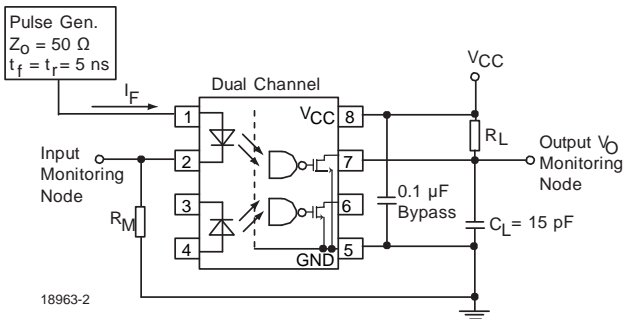 Pulse Gen.
Zo = 50 Ω
tf = tr = 5 ns
IF
Dual Channel
VCC
1
2
3
4
VCC
8
7
6
5
GND
RL
Input
Monitoring
Node
Output VO
Monitoring
Node
RM
0.1 µF
Bypass
CL = 15 pF
18963-2